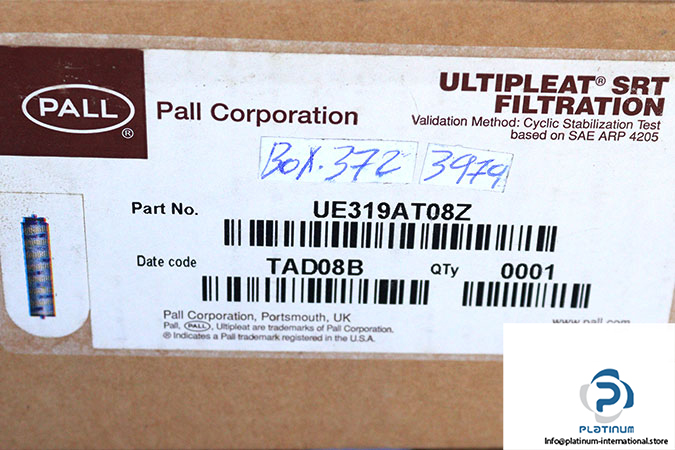 PALL
®
Pall Corporation
ULTIPLEAT® SRT
FILTRATION
Validation Method: Cyclic Stabilization Test
based on SAE ARP 4205
BOX.372 3979
Part No. UE319AT08Z
Date code TAD08B QTy 0001
Pall Corporation, Portsmouth, UK
Pall, PALL, Ultipleat are trademarks of Pall Corporation.
® Indicates a Pall trademark registered in the U.S.A.
www.pall.com
P
PLATINUM
Info@platinum-international.store